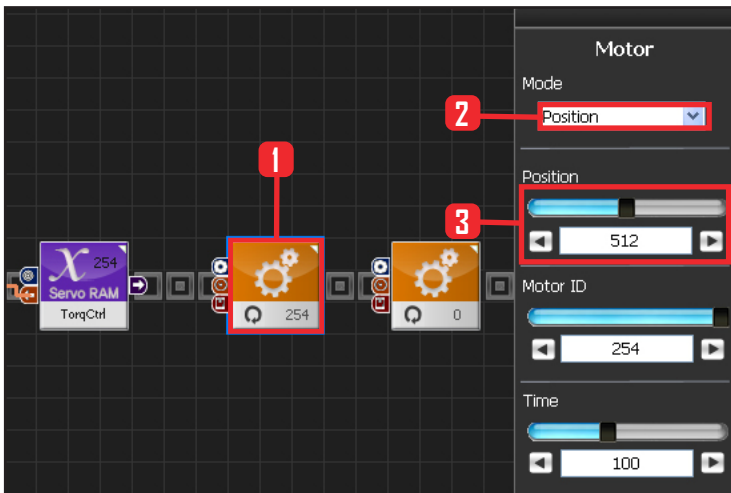 Motor
Mode
2
Position
1
Position
3
512
X 254
Servo RAM
TorqCtrl
254
0
Motor ID
254
Time
100